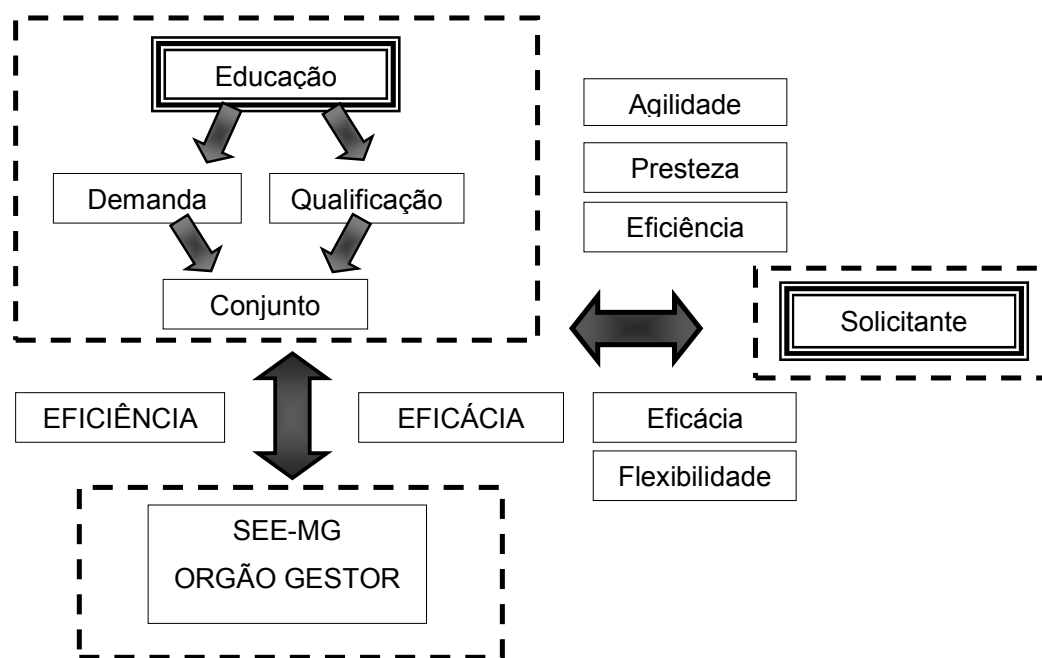 Educação
Agilidade
Presteza
Demanda
Qualificação
Eficiência
Conjunto
Solicitante
EFICIÊNCIA
EFICÁCIA
Eficácia
Flexibilidade
SEE-MG
ORGÃO GESTOR